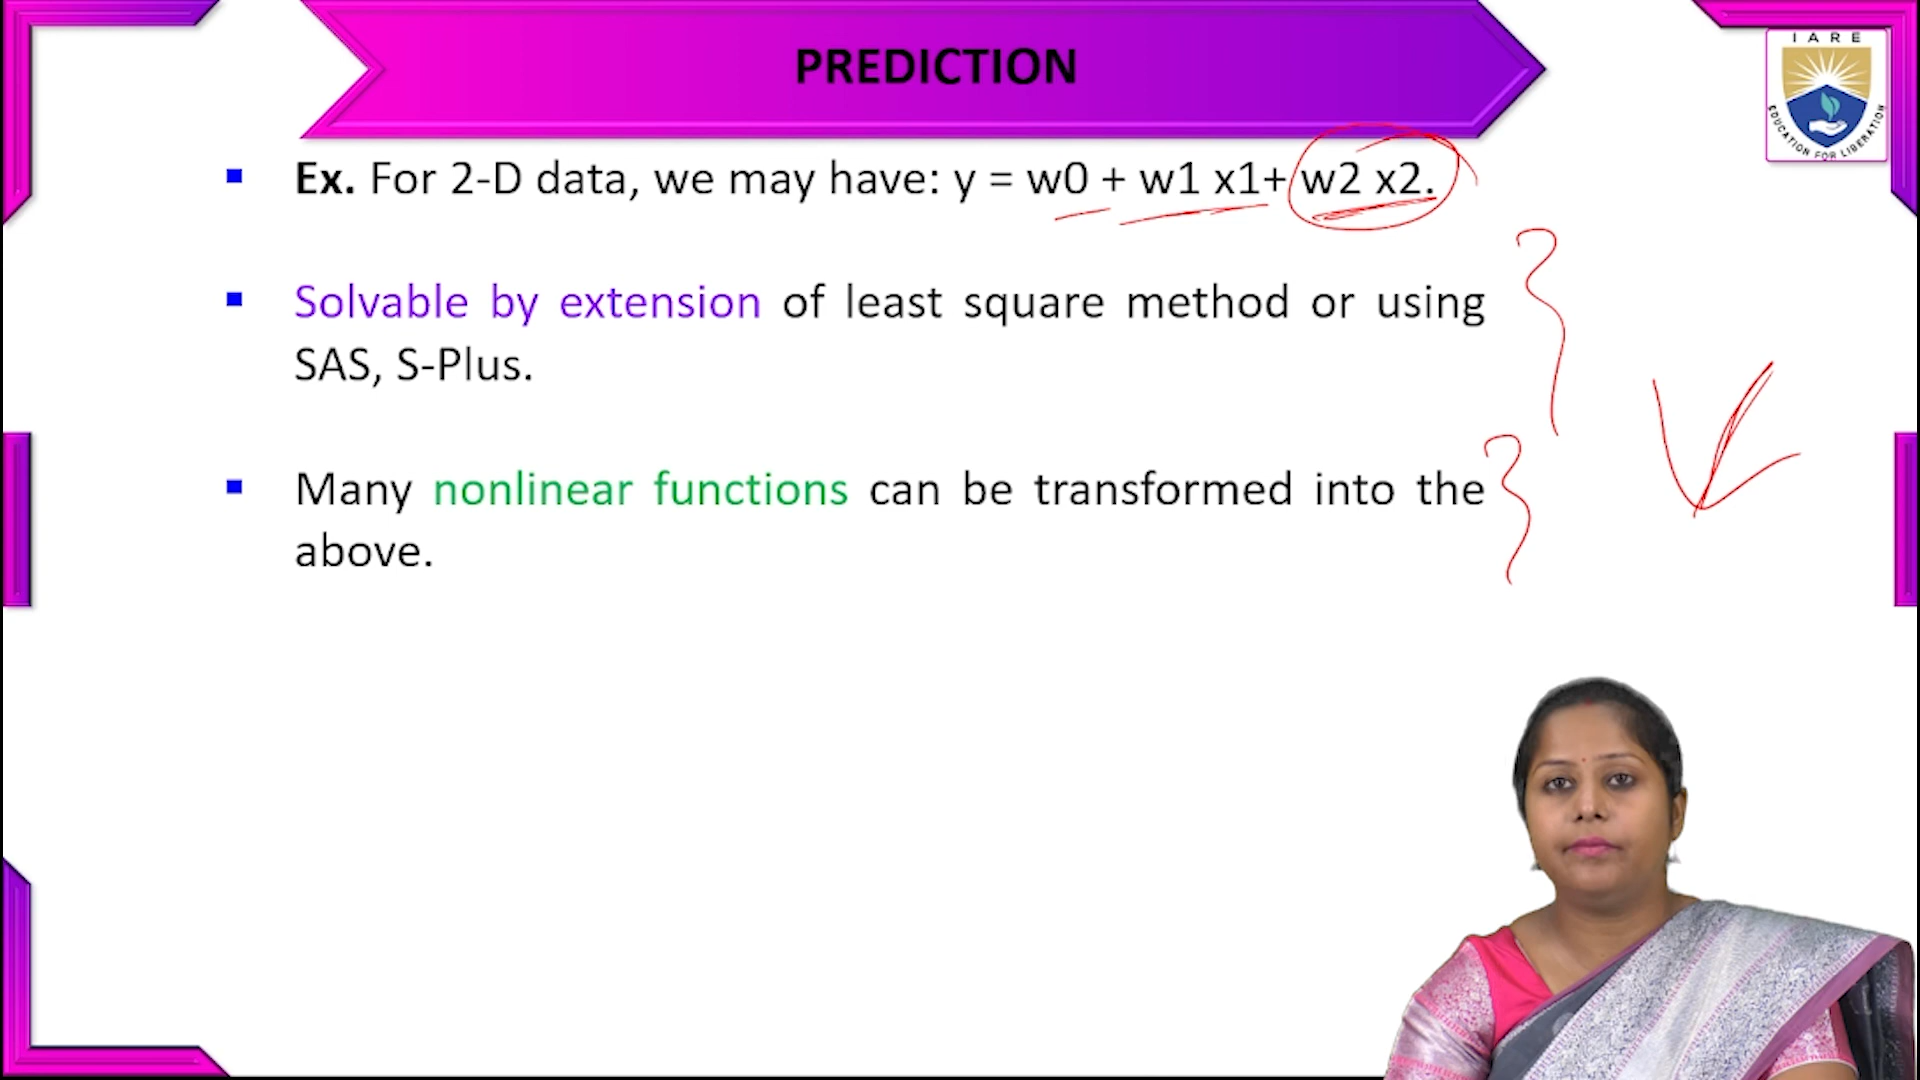 PREDICTION
IARE
EDUCATION FOR LIBERATION
Ex. For 2-D data, we may have: y = w0 + w1 x1+ w2 x2.
Solvable by extension of least square method or using
SAS, S-Plus.
Many nonlinear functions can be transformed into the
above.